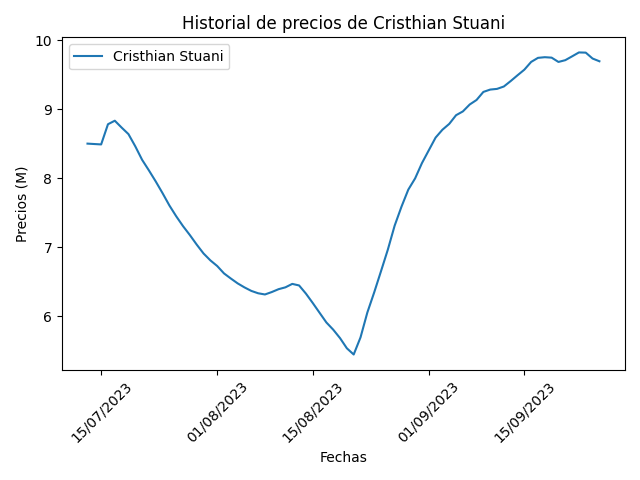 Historial de precios de Cristhian Stuani
Cristhian Stuani
Precios (M)
10
9
8
7
6
15/07/2023
01/08/2023
15/08/2023
01/09/2023
15/09/2023
Fechas